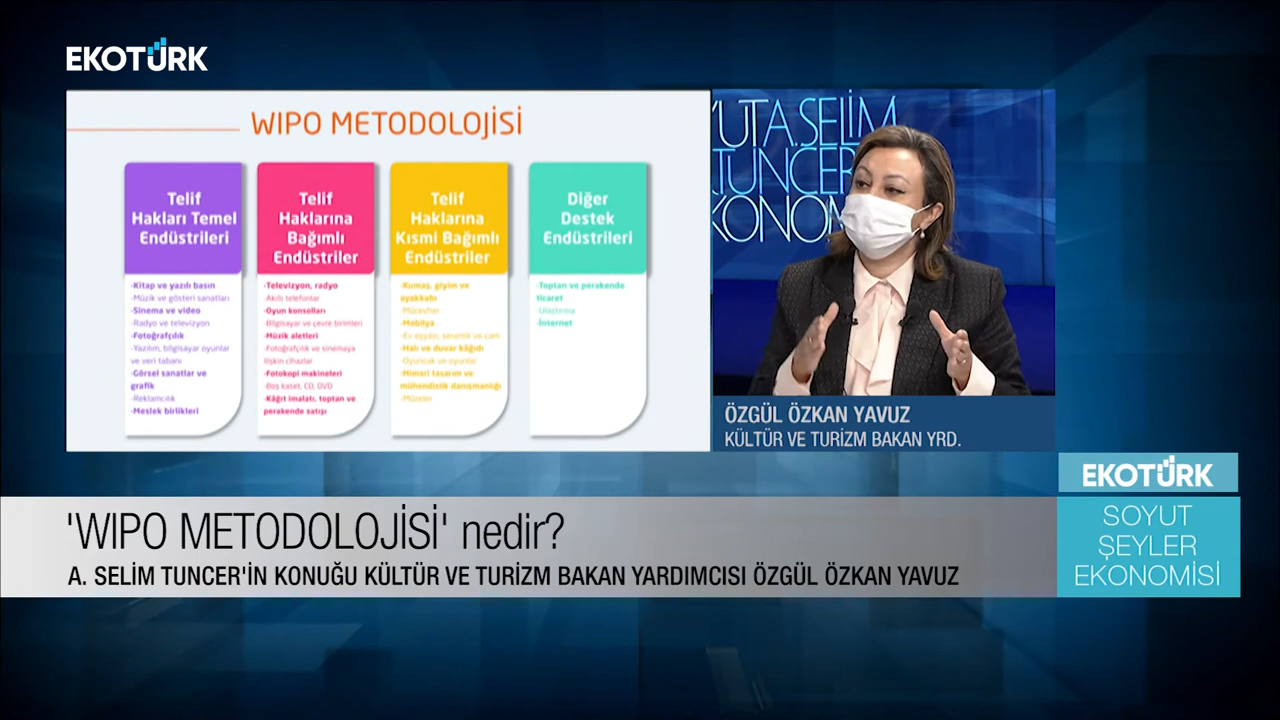 EKOTÜRK
WIPO METODOLOJİSİ
Telif
Hakları Temel
Endüstrileri
-Kitap ve yazılı basın
-Müzik ve gösteri sanatları
-Sinema ve video
-Radyo ve televizyon
-Fotoğrafçılık
-Yazılım, bilgisayar oyunları
ve veri tabanı
-Görsel sanatlar ve
grafik
-Reklamcılık
-Meslek birlikleri
Telif
Haklarına
Bağımlı
Endüstriler
-Televizyon, radyo
-Akıllı telefonlar
-Oyun konsolları
-Bilgisayar ve çevre birimleri
-Müzik aletleri
-Fotoğrafçılık ve sinemaya
ilişkin cihazlar
-Fotokopi makineleri
-Boş kaset, CD, DVD
-Kâğıt imalatı, toptan ve
perakende satışı
Telif
Haklarına
Kısmi Bağımlı
Endüstriler
-Kumaş, giyim ve
ayakkabı
-Mücevher
-Mobilya
-Ev eşyası, seramik ve cam
-Halı ve duvar kâğıdı
-Oyuncak ve oyunlar
-Mimari tasarım ve
mühendislik danışmanlığı
-Müzeler
Diğer
Destek
Endüstrileri
-Toptan ve perakende
ticaret
-Ulaştırma
-İnternet
YUT A.SELİM
TUNCER
KONOM
ÖZGÜL ÖZKAN YAVUZ
KÜLTÜR VE TURİZM BAKAN YRD.
EKOTÜRK
'WIPO METODOLOJİSİ' nedir?
A. SELİM TUNCER'İN KONUĞU KÜLTÜR VE TURİZM BAKAN YARDIMCISI ÖZGÜL ÖZKAN YAVUZ
SOYUT
ŞEYLER
EKONOMİSİ